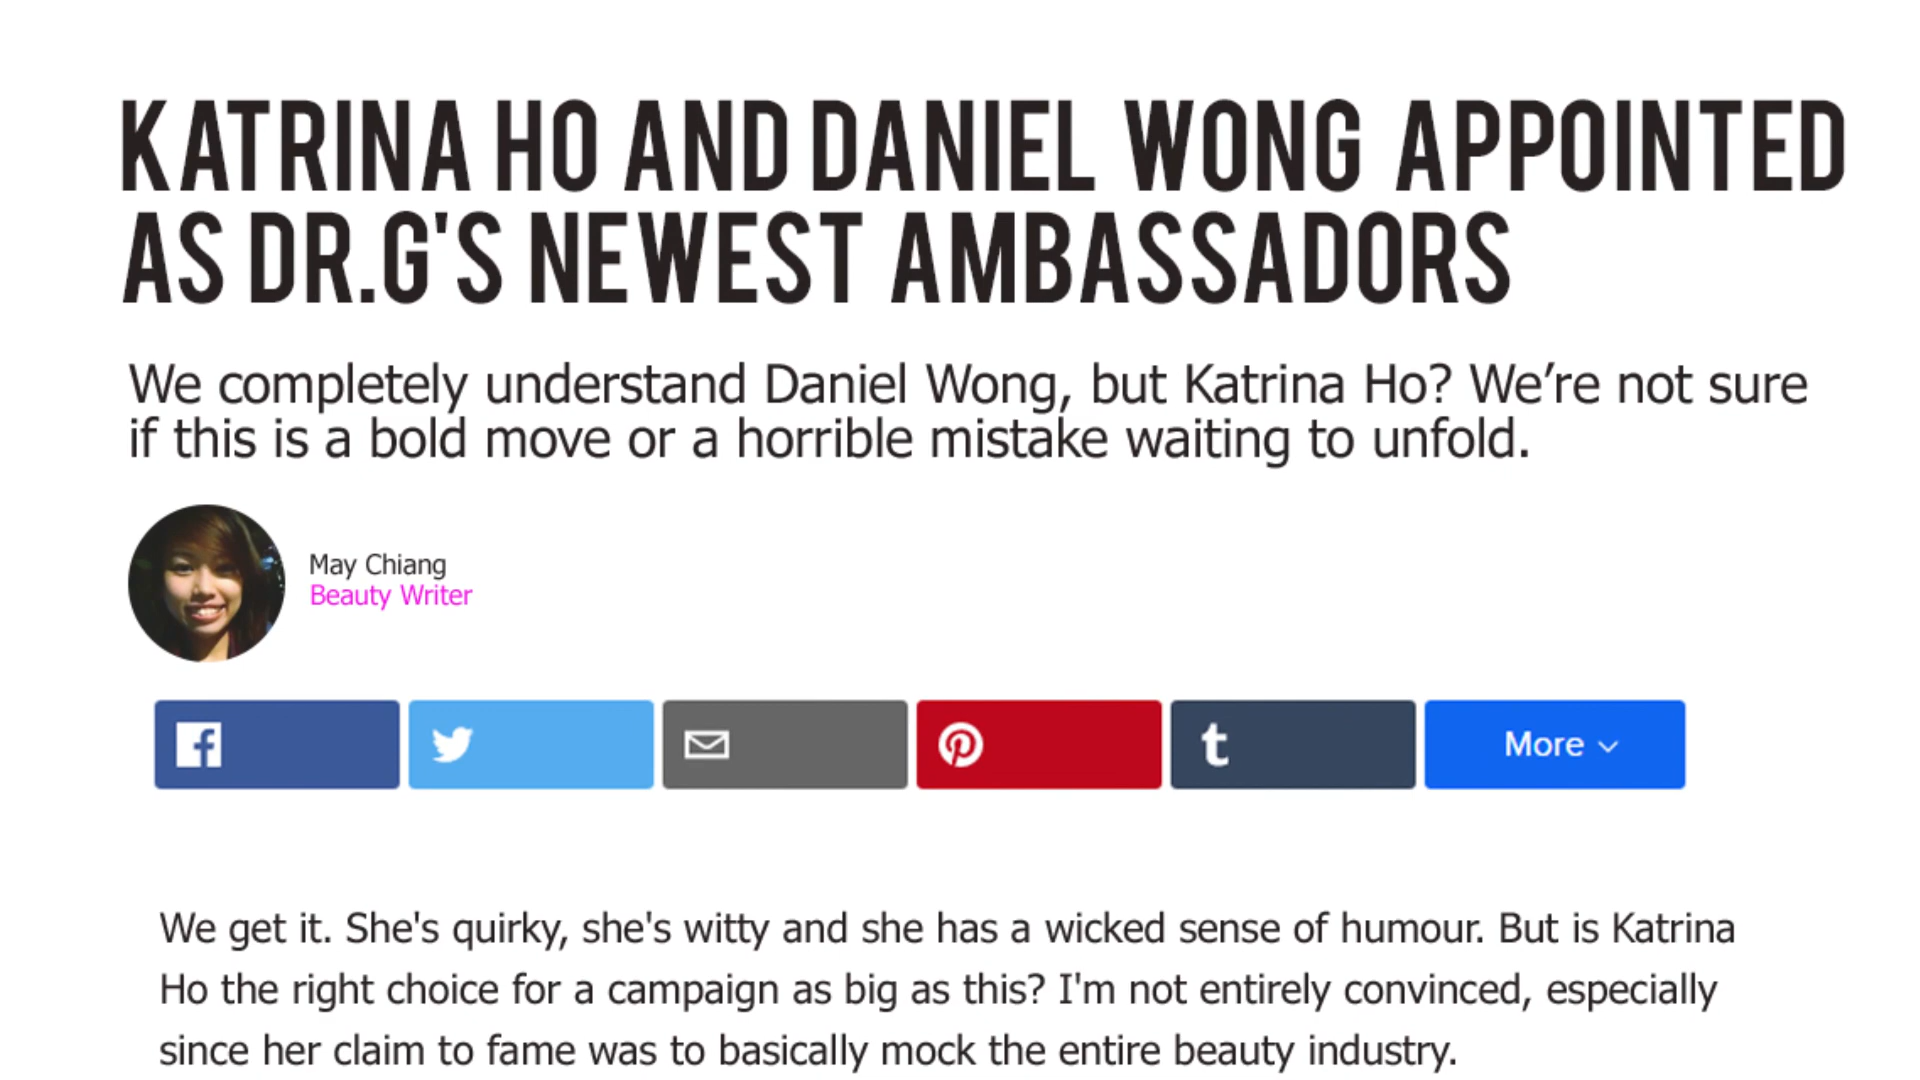 KATRINA HO AND DANIEL WONG APPOINTED
AS DR.G'S NEWEST AMBASSADORS
We completely understand Daniel Wong, but Katrina Ho? We’re not sure
if this is a bold move or a horrible mistake waiting to unfold.
May Chiang
Beauty Writer
More
We get it. She's quirky, she's witty and she has a wicked sense of humour. But is Katrina
Ho the right choice for a campaign as big as this? I'm not entirely convinced, especially
since her claim to fame was to basically mock the entire beauty industry.